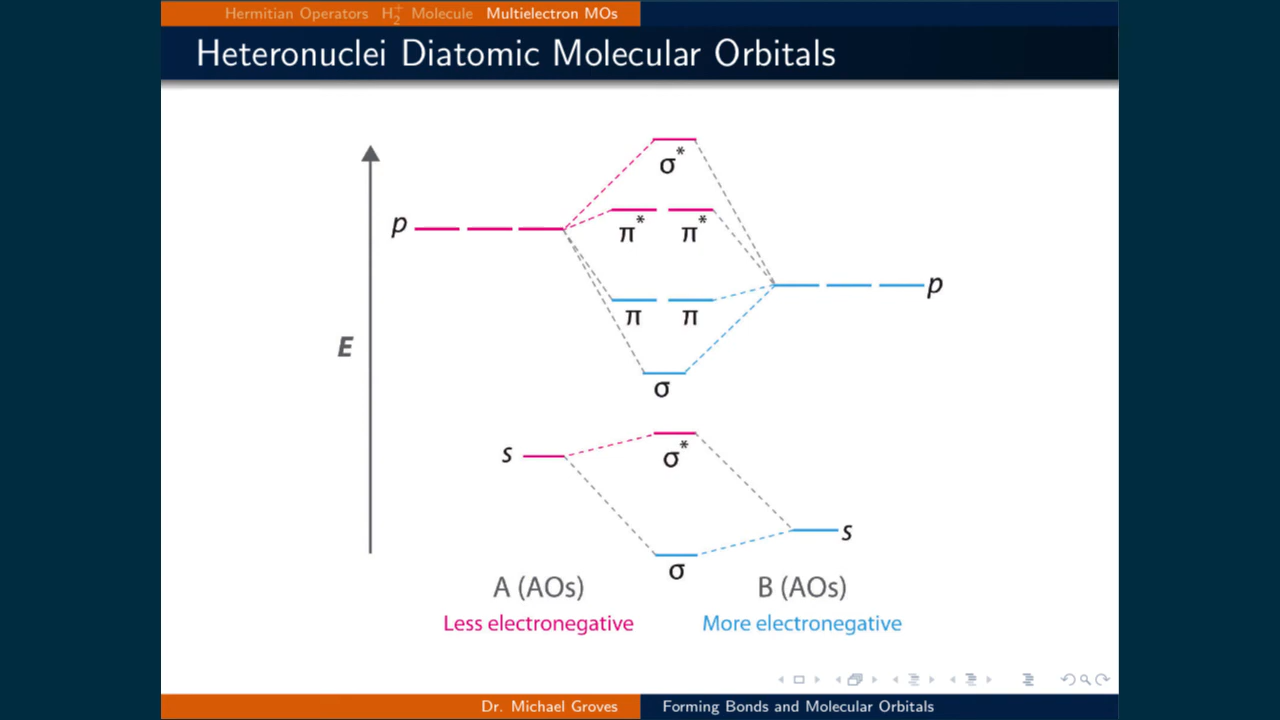 Hermitian Operators H₂⁺ Molecule Multielectron MOs
Heteronuclei Diatomic Molecular Orbitals
σ*
p
π* π*
p
π π
E
σ
s
σ*
s
σ
A (AOs) B (AOs)
Less electronegative More electronegative
Dr. Michael Groves Forming Bonds and Molecular Orbitals